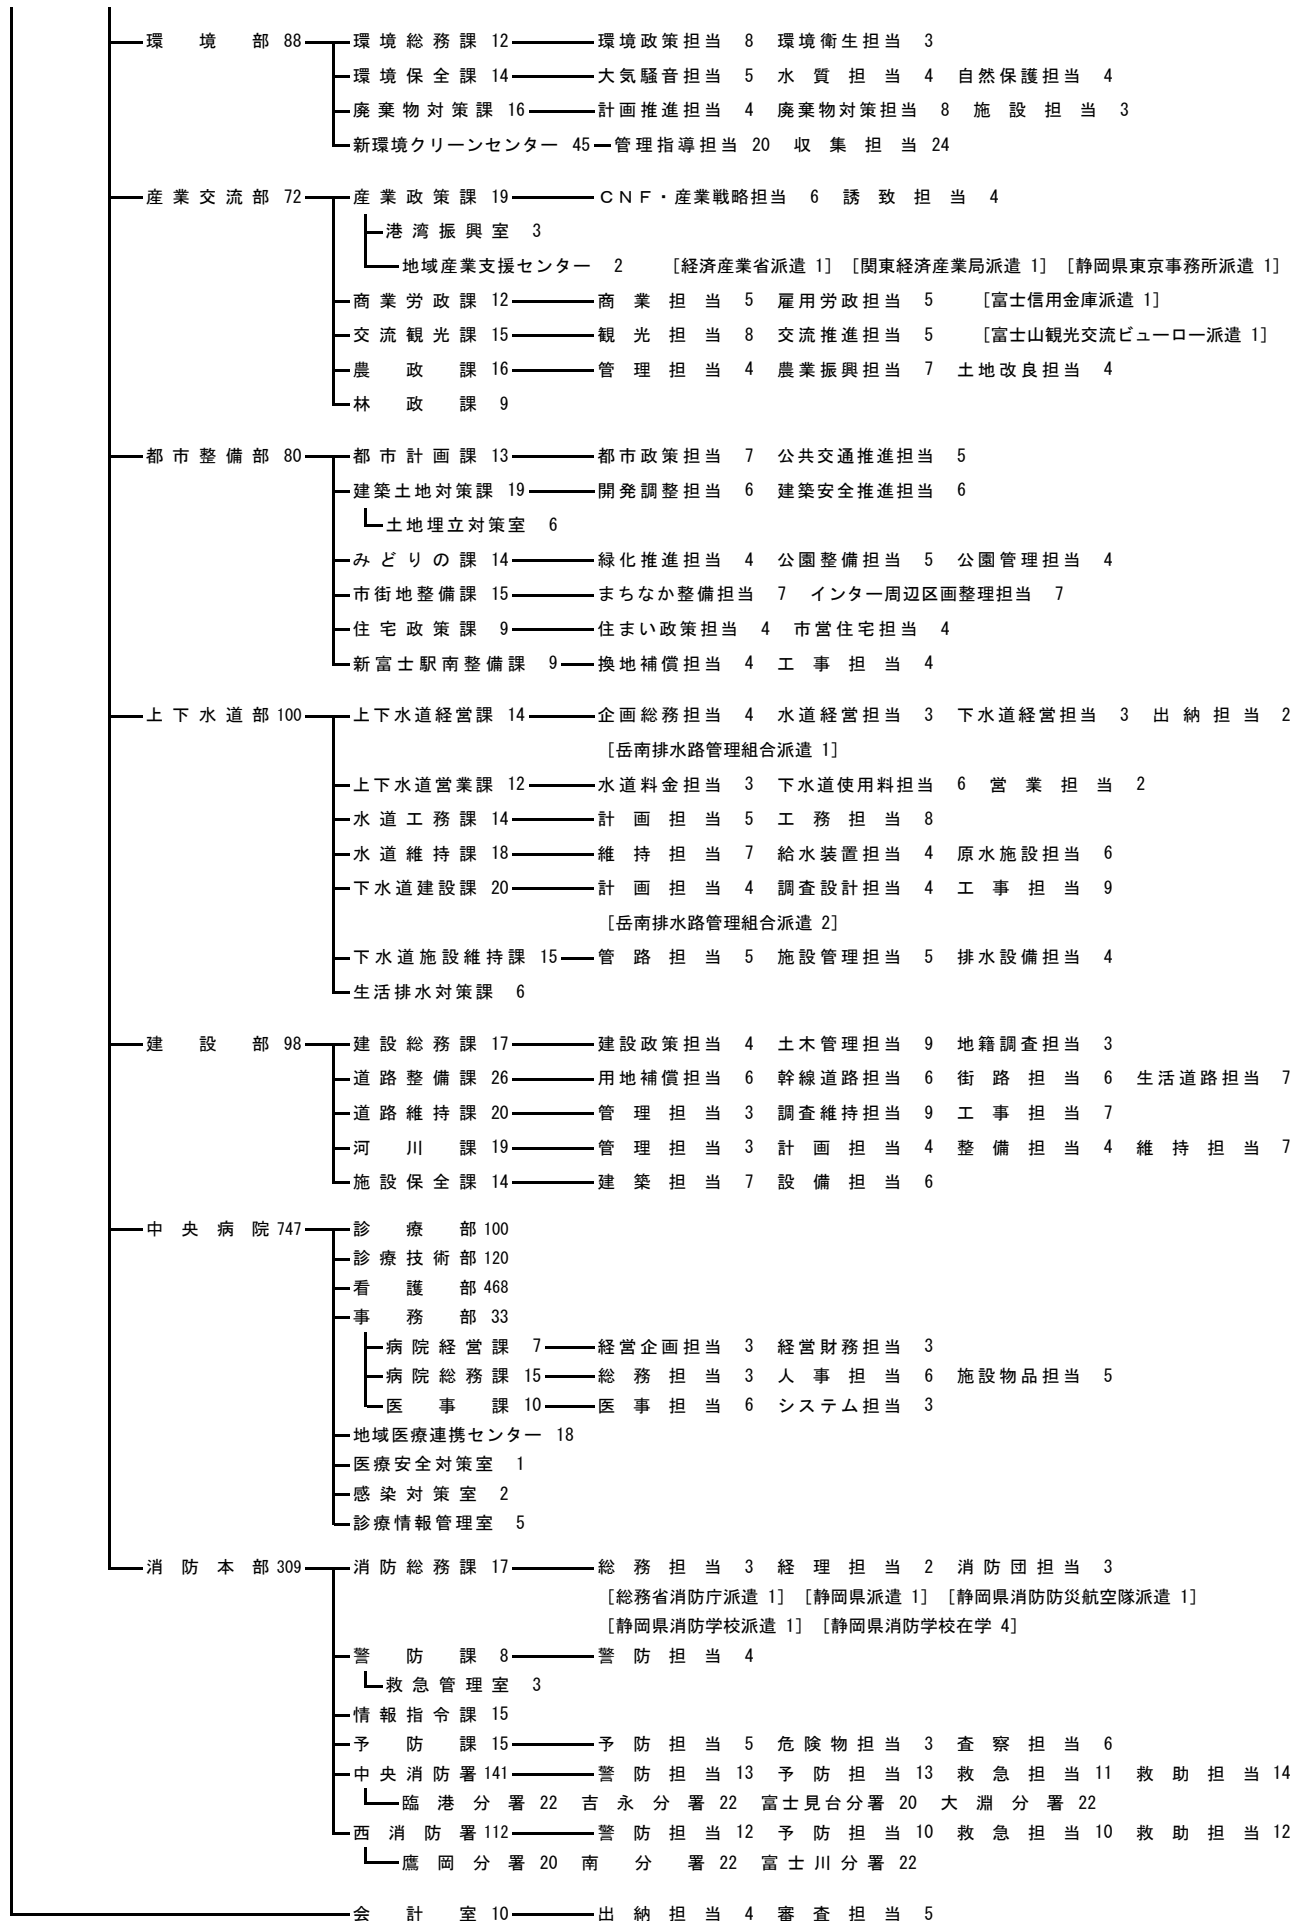 環境部 88 環境総務課 12 環境政策担当 8 環境衛生担当 3
環境保全課 14 大気騒音担当 5 水質担当 4 自然保護担当 4
廃棄物対策課 16 計画推進担当 4 廃棄物対策担当 8 施設担当 3
新環境クリーンセンター 45 管理指導担当 20 収集担当 24
産業交流部 72 産業政策課 19 CNF・産業戦略担当 6 誘致担当 4
港湾振興室 3
地域産業支援センター 2 [経済産業省派遣 1] [関東経済産業局派遣 1] [静岡県東京事務所派遣 1]
商業労政課 12 商業担当 5 雇用労政担当 5 [富士信用金庫派遣 1]
交流観光課 15 観光担当 8 交流推進担当 5 [富士山観光交流ビューロー派遣 1]
農政課 16 管理担当 4 農業振興担当 7 土地改良担当 4
林政課 9
都市整備部 80 都市計画課 13 都市政策担当 7 公共交通推進担当 5
建築土地対策課 19 開発調整担当 6 建築安全推進担当 6
土地埋立対策室 6
みどりの課 14 緑化推進担当 4 公園整備担当 5 公園管理担当 4
市街地整備課 15 まちなか整備担当 7 インター周辺区画整理担当 7
住宅政策課 9 住まい政策担当 4 市営住宅担当 4
新富士駅南整備課 9 換地補償担当 4 工事担当 4
上下水道部 100 上下水道経営課 14 企画総務担当 4 水道経営担当 3 下水道経営担当 3 出納担当 2
[岳南排水路管理組合派遣 1]
上下水道営業課 12 水道料金担当 3 下水道使用料担当 6 営業担当 2
水道工務課 14 計画担当 5 工務担当 8
水道維持課 18 維持担当 7 給水装置担当 4 原水施設担当 6
下水道建設課 20 計画担当 4 調査設計担当 4 工事担当 9
[岳南排水路管理組合派遣 2]
下水道施設維持課 15 管路担当 5 施設管理担当 5 排水設備担当 4
生活排水対策課 6
建設部 98 建設総務課 17 建設政策担当 4 土木管理担当 9 地籍調査担当 3
道路整備課 26 用地補償担当 6 幹線道路担当 6 街路担当 6 生活道路担当 7
道路維持課 20 管理担当 3 調査維持担当 9 工事担当 7
河川課 19 管理担当 3 計画担当 4 整備担当 4 維持担当 7
施設保全課 14 建築担当 7 設備担当 6
中央病院 747 診療部 100
診療技術部 120
看護部 468
事務部 33
病院経営課 7 経営企画担当 3 経営財務担当 3
病院総務課 15 総務担当 3 人事担当 6 施設物品担当 5
医事課 10 医事担当 6 システム担当 3
地域医療連携センター 18
医療安全対策室 1
感染対策室 2
診療情報管理室 5
消防本部 309 消防総務課 17 総務担当 3 経理担当 2 消防団担当 3
[総務省消防庁派遣 1] [静岡県派遣 1] [静岡県消防防災航空隊派遣 1]
[静岡県消防学校派遣 1] [静岡県消防学校在学 4]
警防課 8 警防担当 4
救急管理室 3
情報指令課 15
予防課 15 予防担当 5 危険物担当 3 査察担当 6
中央消防署 141 警防担当 13 予防担当 13 救急担当 11 救助担当 14
臨港分署 22 吉永分署 22 富士見台分署 20 大淵分署 22
西消防署 112 警防担当 12 予防担当 10 救急担当 10 救助担当 12
鷹岡分署 20 南分署 22 富士川分署 22
会計室 10 出納担当 4 審査担当 5